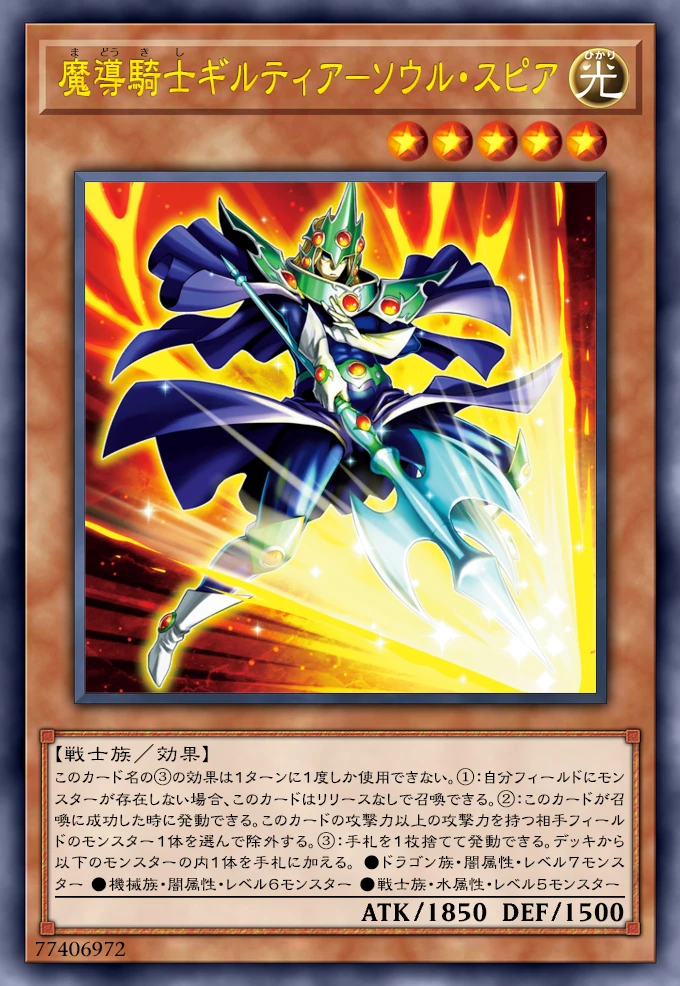 まどうきし
魔導騎士ギルティアーソウル・スピア
ひかり
光
【戦士族／効果】
このカード名の③の効果は1ターンに1度しか使用できない。①:自分フィールドにモン
スターが存在しない場合、このカードはリリースなしで召喚できる。②:このカードが召
喚に成功した時に発動できる。このカードの攻撃力以上の攻撃力を持つ相手フィール
ドのモンスター1体を選んで除外する。③:手札を1枚捨てて発動できる。デッキから
以下のモンスターの内1体を手札に加える。 ●ドラゴン族・闇属性・レベル7モンス
ター ●機械族・闇属性・レベル6モンスター ●戦士族・水属性・レベル5モンスター
ATK/1850 DEF/1500
77406972